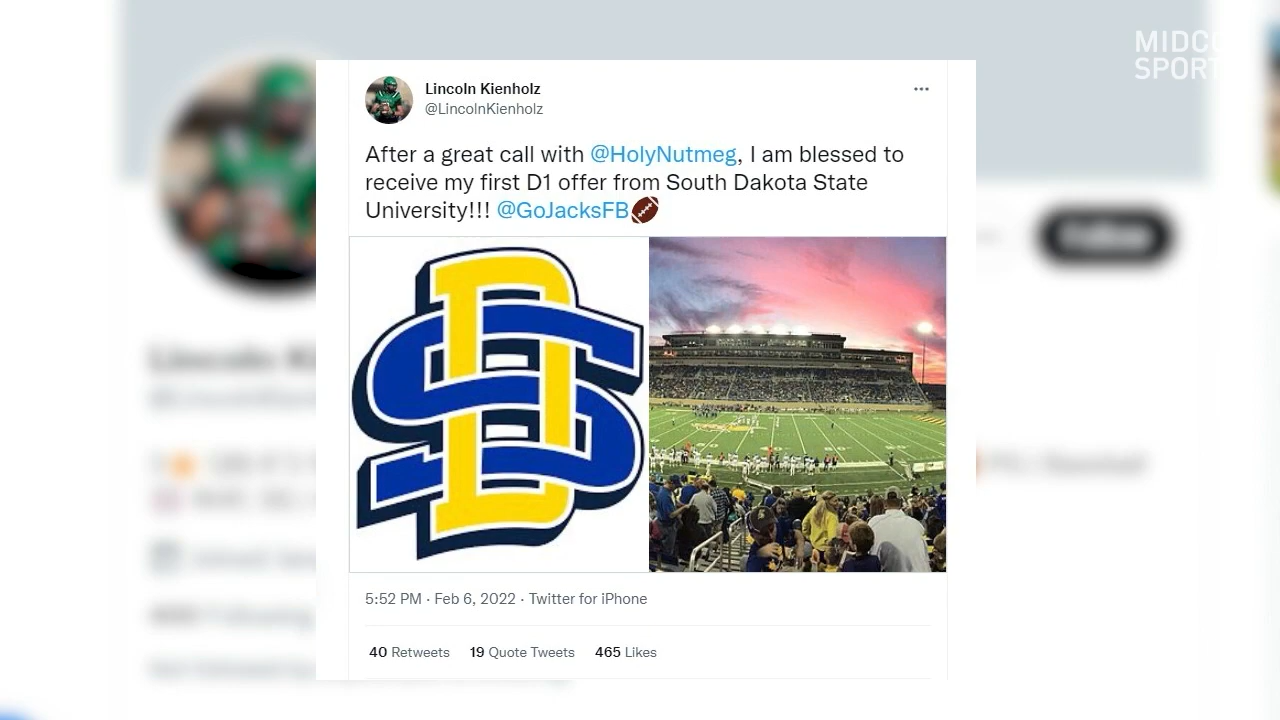 MIDCO
SPORT
Lincoln Kienholz
@LincolnKienholz
After a great call with @HolyNutmeg, I am blessed to
receive my first D1 offer from South Dakota State
University!!! @GoJacksFB🏈
5:52 PM · Feb 6, 2022 · Twitter for iPhone
40 Retweets 19 Quote Tweets 465 Likes